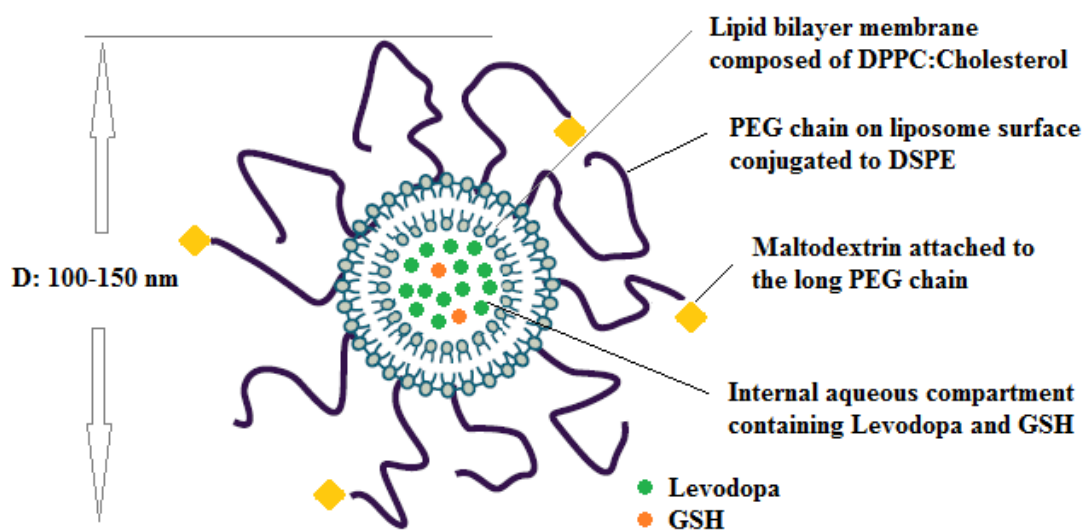 Lipid bilayer membrane
composed of DPPC:Cholesterol
PEG chain on liposome surface
conjugated to DSPE
Maltodextrin attached to
the long PEG chain
D: 100-150 nm
Internal aqueous compartment
containing Levodopa and GSH
Levodopa
GSH